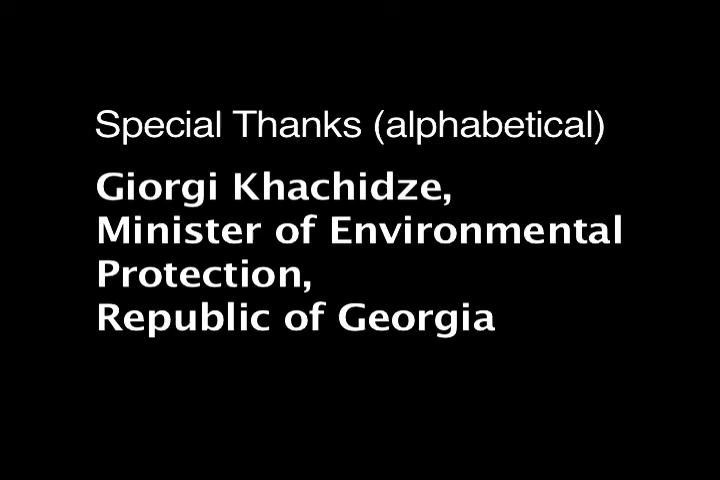 Special Thanks (alphabetical)
Giorgi Khachidze,
Minister of Environmental
Protection,
Republic of Georgia